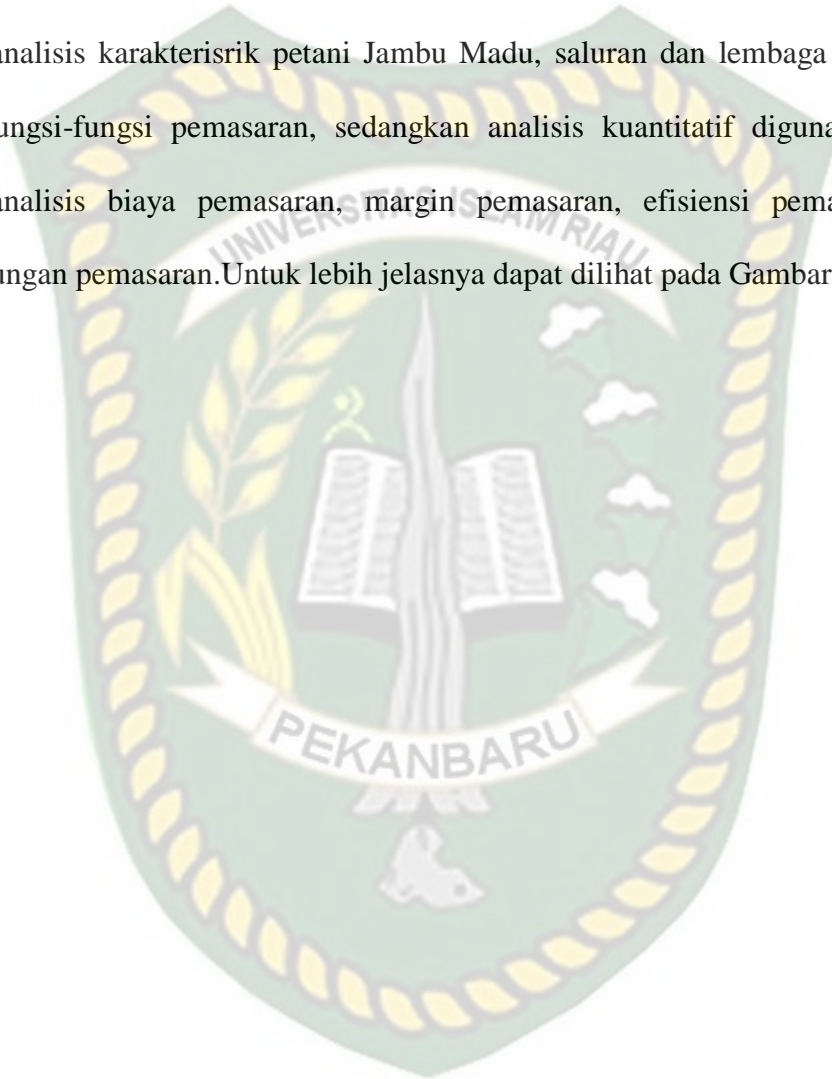 analisis karakterisrik petani Jambu Madu, saluran dan lembaga
ungsi-fungsi pemasaran, sedangkan analisis kuantitatif diguna
analisis biaya pemasaran, margin pemasaran, efisiensi pema
ungan pemasaran.Untuk lebih jelasnya dapat dilihat pada Gambar
UNIVERSITAS ISLAM RIAU
PEKANBARU